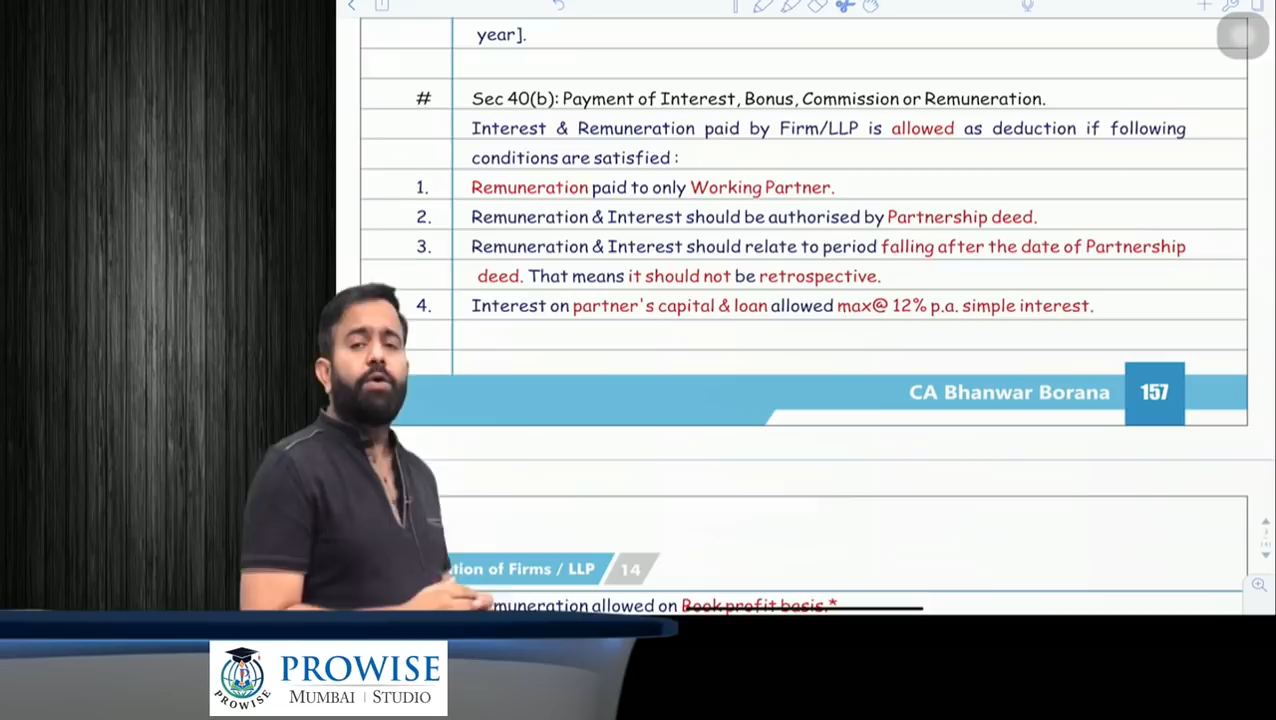 year].
# Sec 40(b): Payment of Interest, Bonus, Commission or Remuneration.
Interest & Remuneration paid by Firm/LLP is allowed as deduction if following
conditions are satisfied :
1. Remuneration paid to only Working Partner.
2. Remuneration & Interest should be authorised by Partnership deed.
3. Remuneration & Interest should relate to period falling after the date of Partnership
deed. That means it should not be retrospective.
4. Interest on partner's capital & loan allowed max@ 12% p.a. simple interest.
CA Bhanwar Borana 157
tion of Firms / LLP 14
muneration allowed on Book profit basis.*
PROWISE
PROWISE
MUMBAI | STUDIO